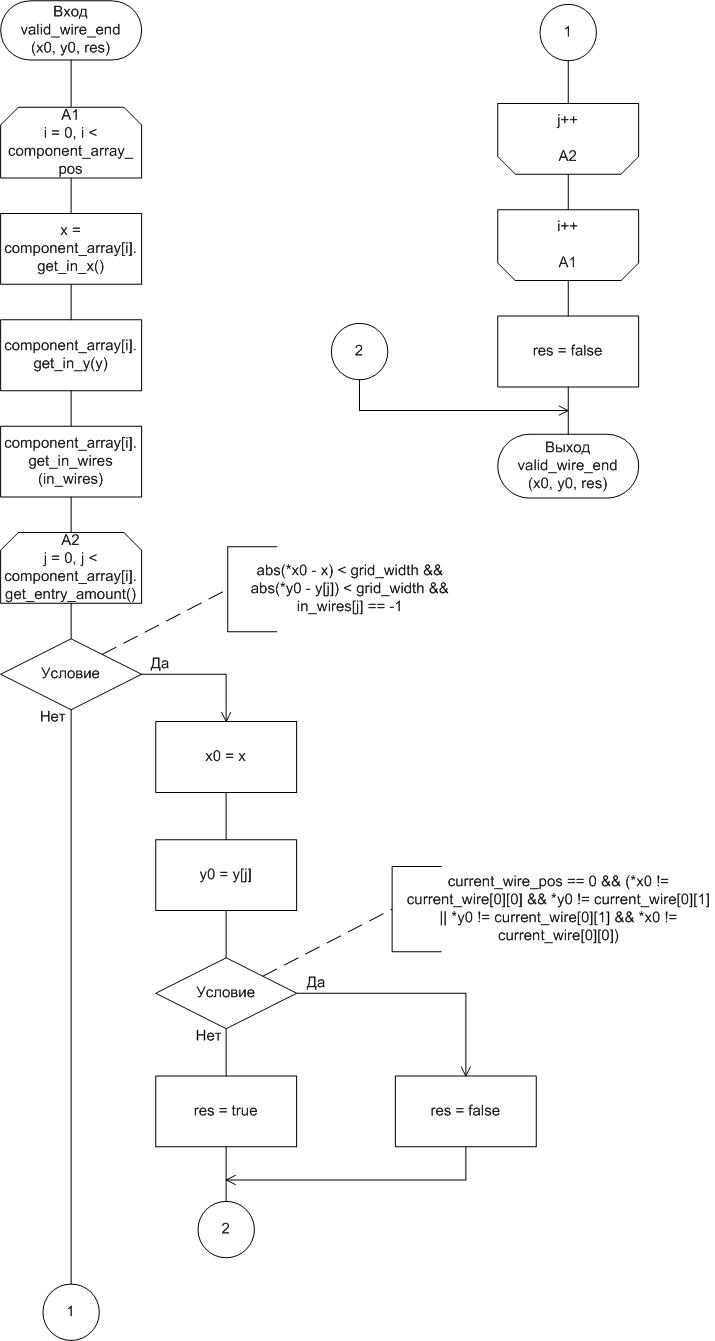 Вход
valid_wire_end
(x0, y0, res)
A1
i = 0, i <
component_array_
pos
x =
component_array[i].
get_in_x()
component_array[i].
get_in_y(y)
component_array[i].
get_in_wires
(in_wires)
A2
j = 0, j <
component_array[i].
get_entry_amount()
abs(*x0 - x) < grid_width &&
abs(*y0 - y[j]) < grid_width &&
in_wires[j] == -1
Условие
Да
Нет
x0 = x
y0 = y[j]
current_wire_pos == 0 && (*x0 !=
current_wire[0][0] && *y0 != current_wire[0][1]
|| *y0 != current_wire[0][1] && *x0 !=
current_wire[0][0])
Условие
Да
Нет
res = true
res = false
2
1
1
j++
A2
i++
A1
res = false
2
Выход
valid_wire_end
(x0, y0, res)